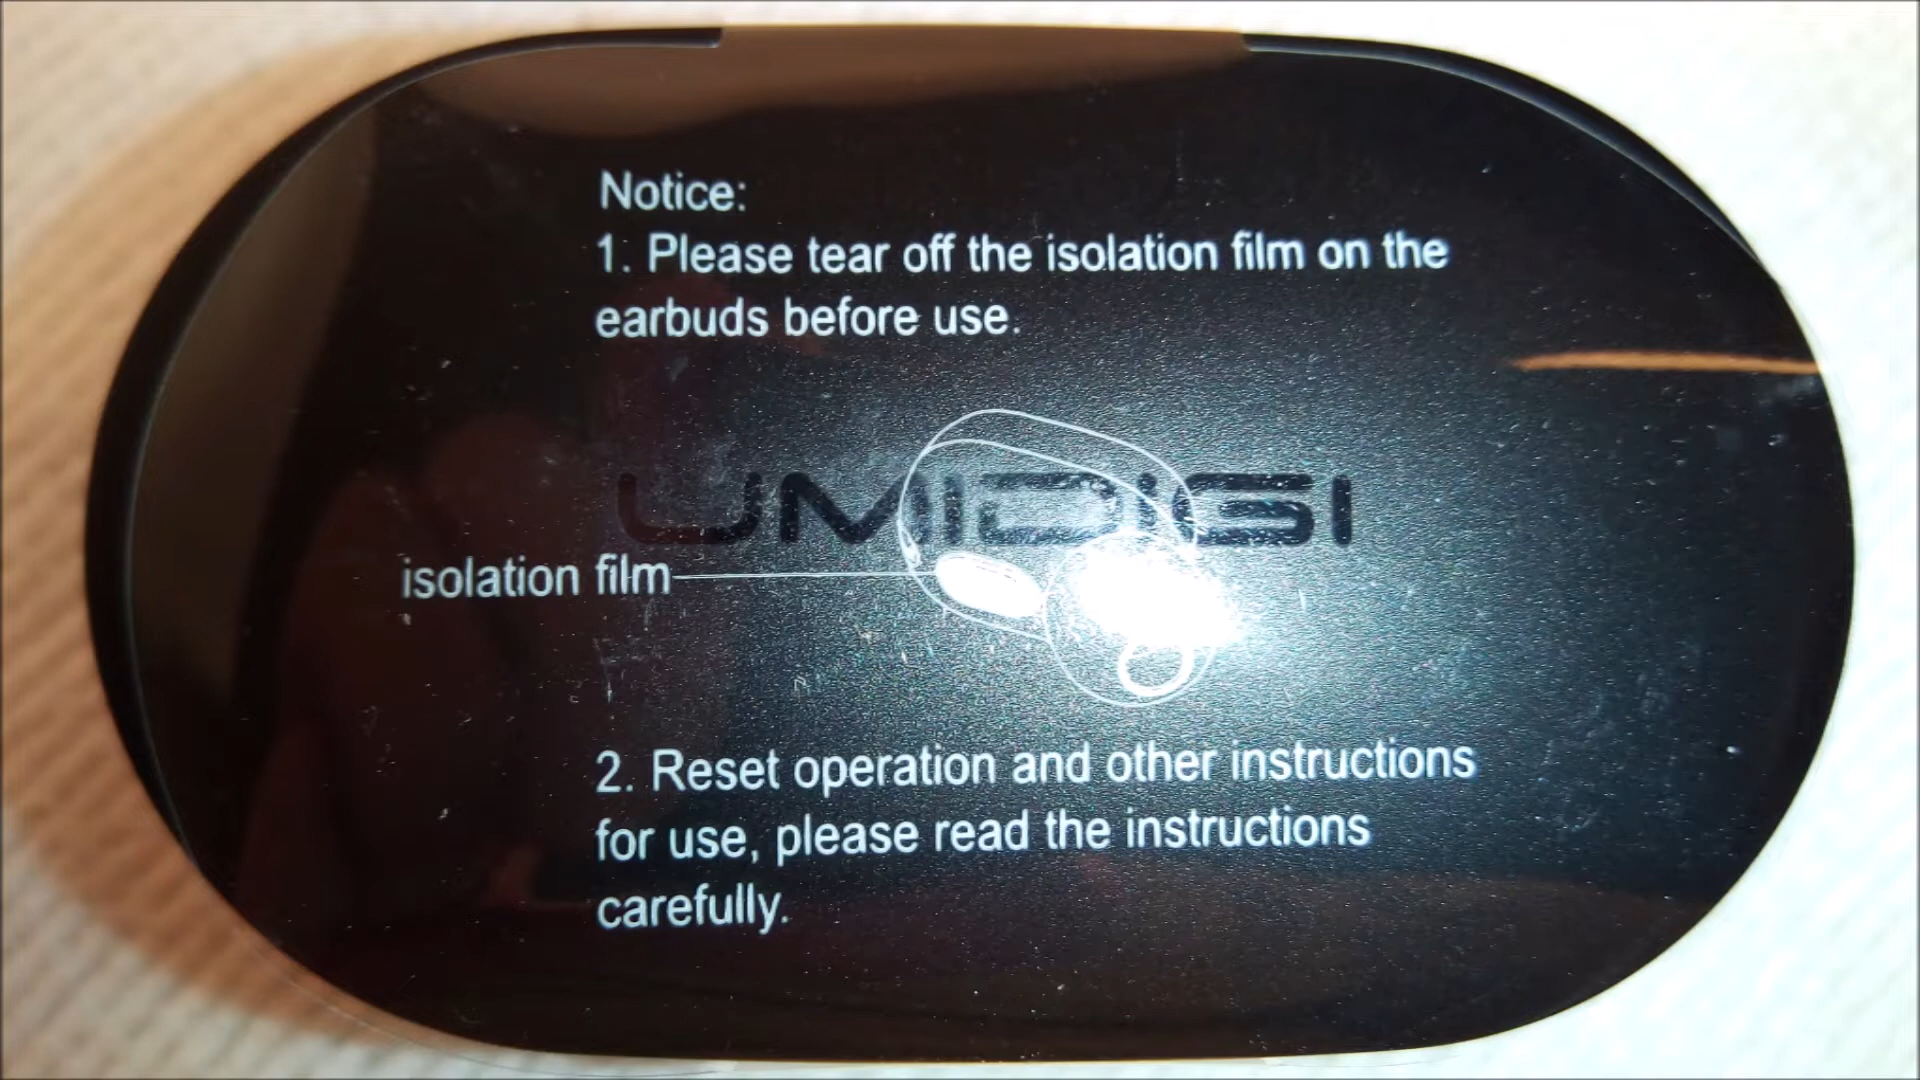 Notice:
1. Please tear off the isolation film on the
earbuds before use.
UMIDIGI
isolation film
2. Reset operation and other instructions
for use, please read the instructions
carefully.